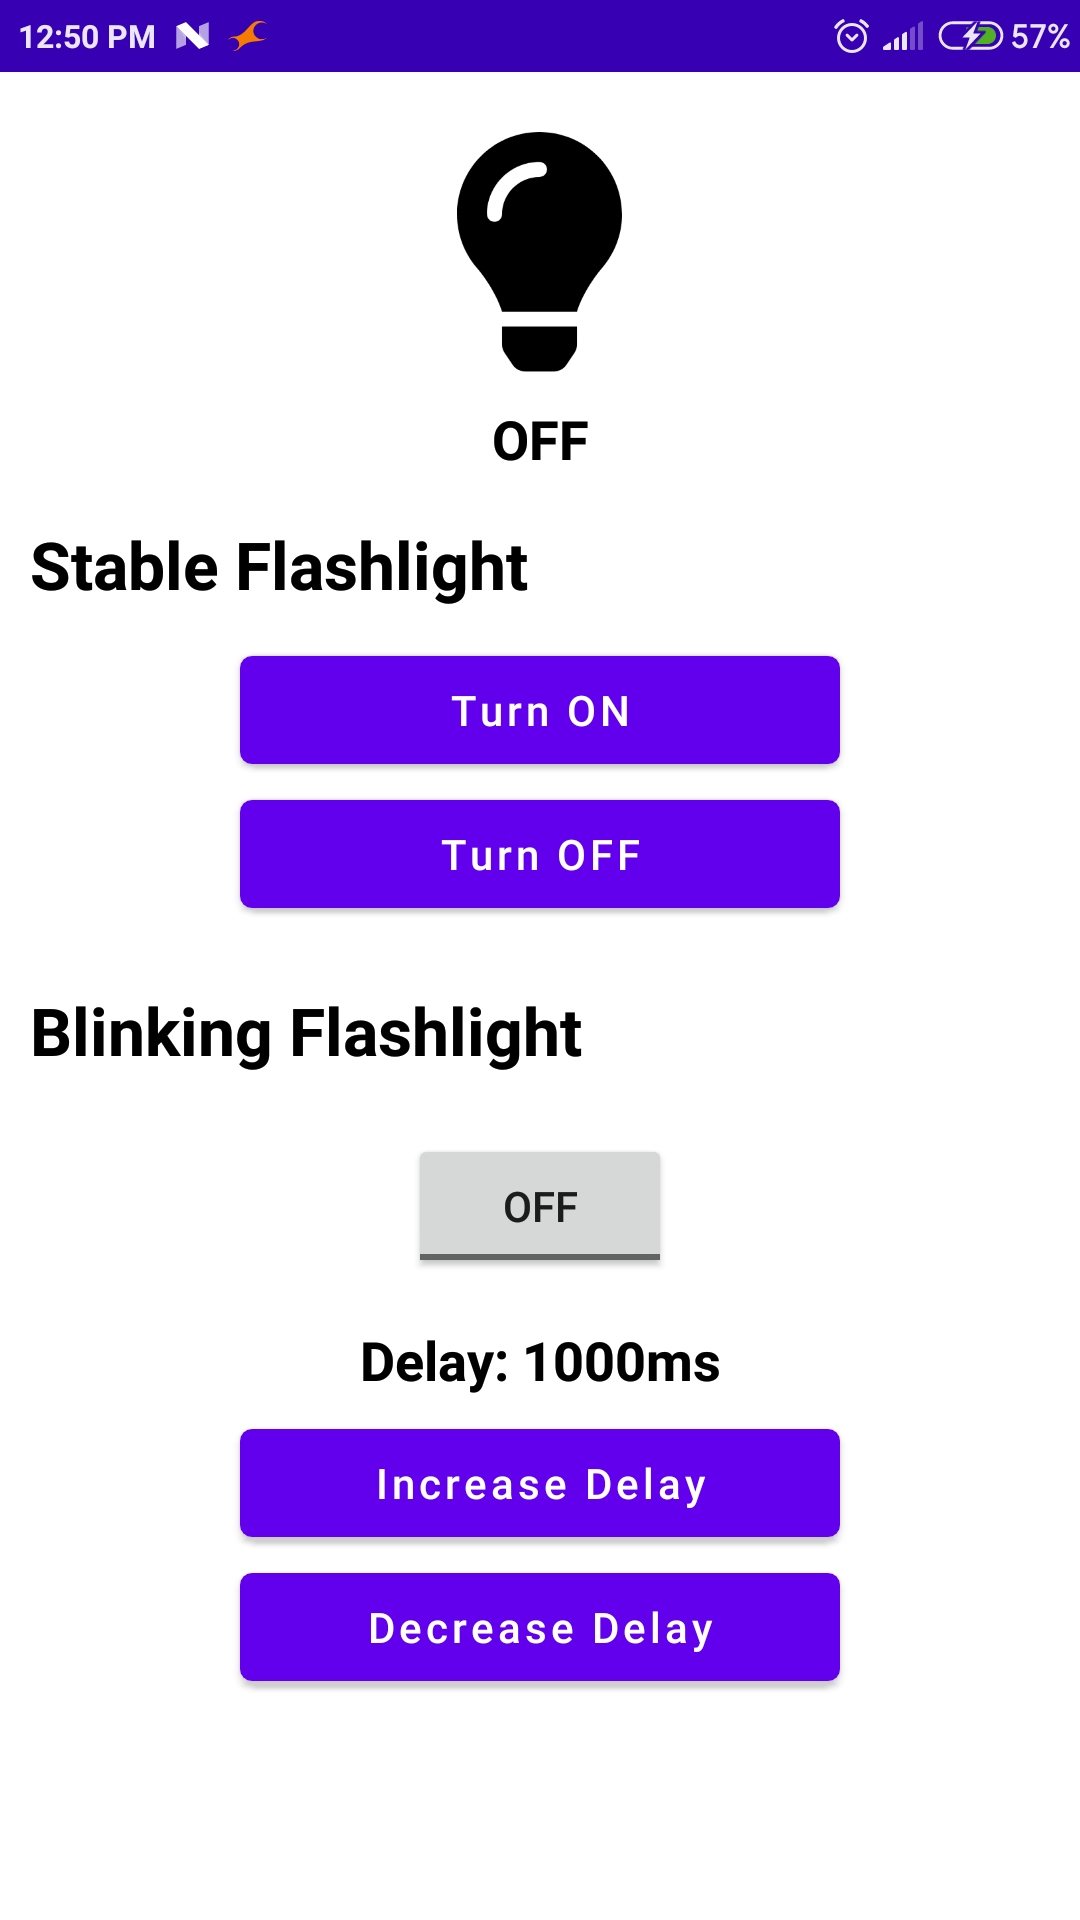 12:50 PM
57%
OFF
Stable Flashlight
Turn ON
Turn OFF
Blinking Flashlight
OFF
Delay: 1000ms
Increase Delay
Decrease Delay